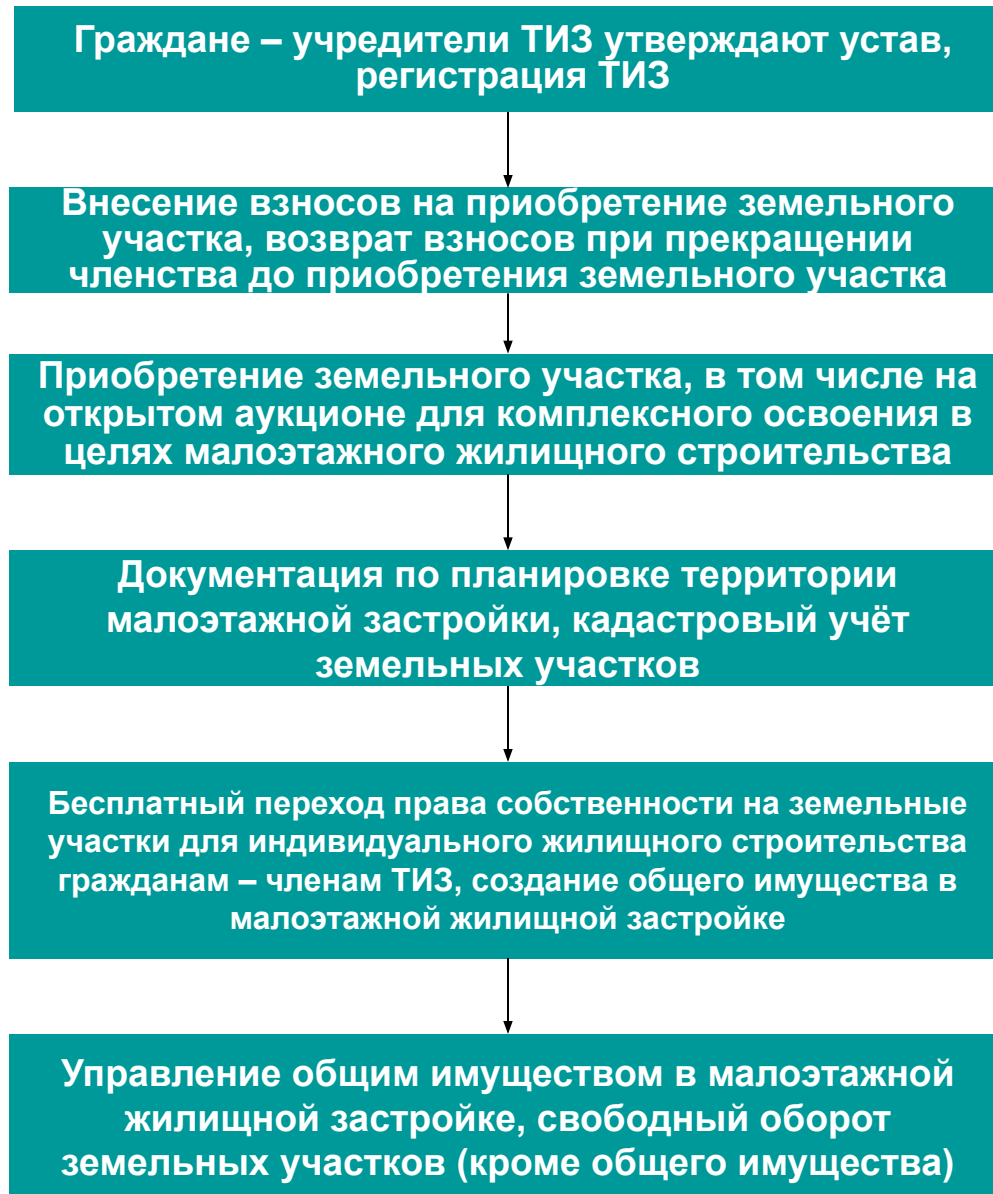 Граждане – учредители ТИЗ утверждают устав,
регистрация ТИЗ
Внесение взносов на приобретение земельного
участка, возврат взносов при прекращении
членства до приобретения земельного участка
Приобретение земельного участка, в том числе на
открытом аукционе для комплексного освоения в
целях малоэтажного жилищного строительства
Документация по планировке территории
малоэтажной застройки, кадастровый учёт
земельных участков
Бесплатный переход права собственности на земельные
участки для индивидуального жилищного строительства
гражданам – членам ТИЗ, создание общего имущества в
малоэтажной жилищной застройке
Управление общим имуществом в малоэтажной
жилищной застройке, свободный оборот
земельных участков (кроме общего имущества)